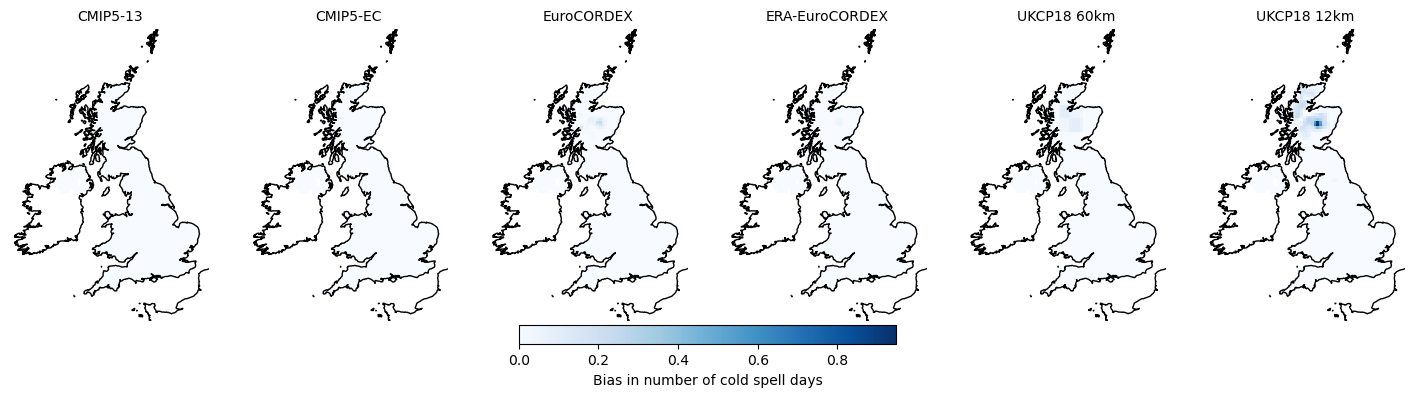 CMIP5-13 CMIP5-EC EuroCORDEX ERA-EuroCORDEX UKCP18 60km UKCP18 12km
0.0 0.2 0.4 0.6 0.8
Bias in number of cold spell days